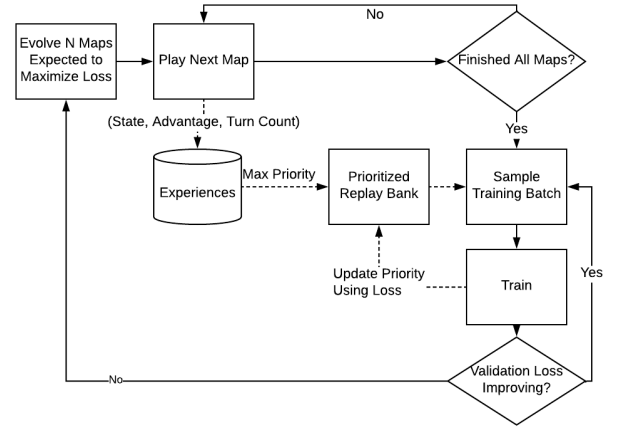 No
Evolve N Maps
Expected to
Maximize Loss
Play Next Map
Finished All Maps?
(State, Advantage, Turn Count)
Yes
Experiences
Max Priority
Prioritized
Replay Bank
Sample
Training Batch
Update Priority
Using Loss
Train
Yes
Validation Loss
Improving?
No